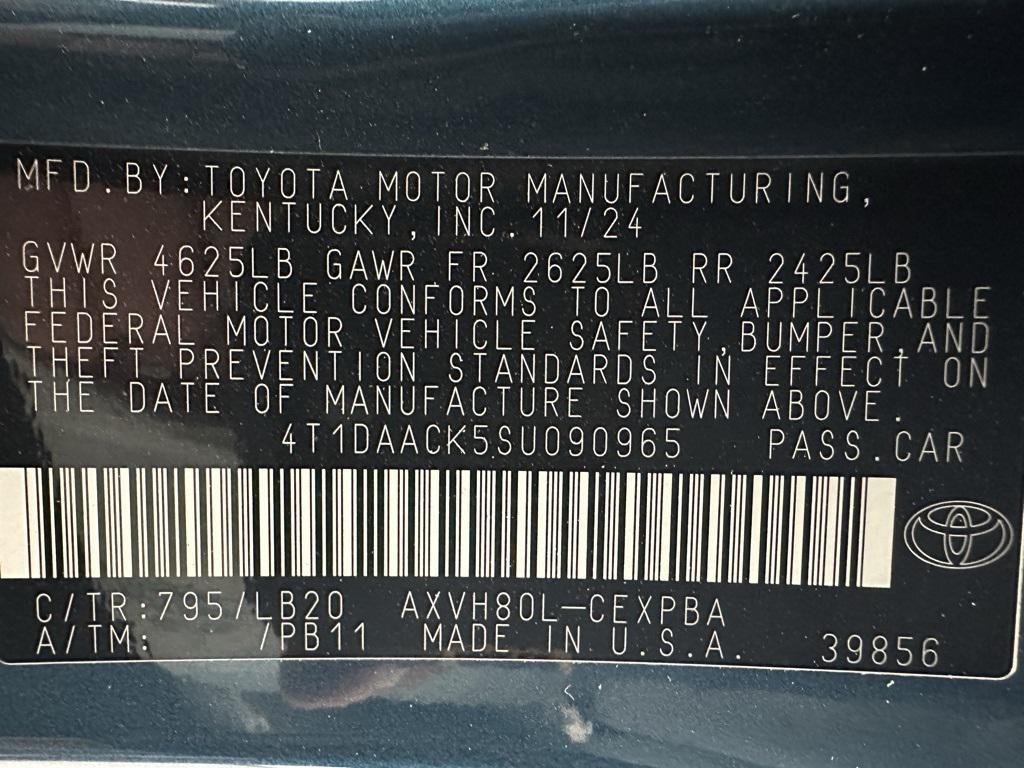 MFD.BY:TOYOTA MOTOR MANUFACTURING,
KENTUCKY,INC. 11/24
GVWR 4625LB GAWR FR 2625LB RR 2425LB
THIS VEHICLE CONFORMS TO ALL APPLICABLE
FEDERAL MOTOR VEHICLE SAFETY,BUMPER,AND
THEFT PREVENTION STANDARDS IN EFFECT ON
THE DATE OF MANUFACTURE SHOWN ABOVE.
4T1DAACK5SU090965 PASS.CAR
C/TR:795/LB20 AXVH80L-CEXPBA
A/TM: /PB11 MADE IN U.S.A. 39856